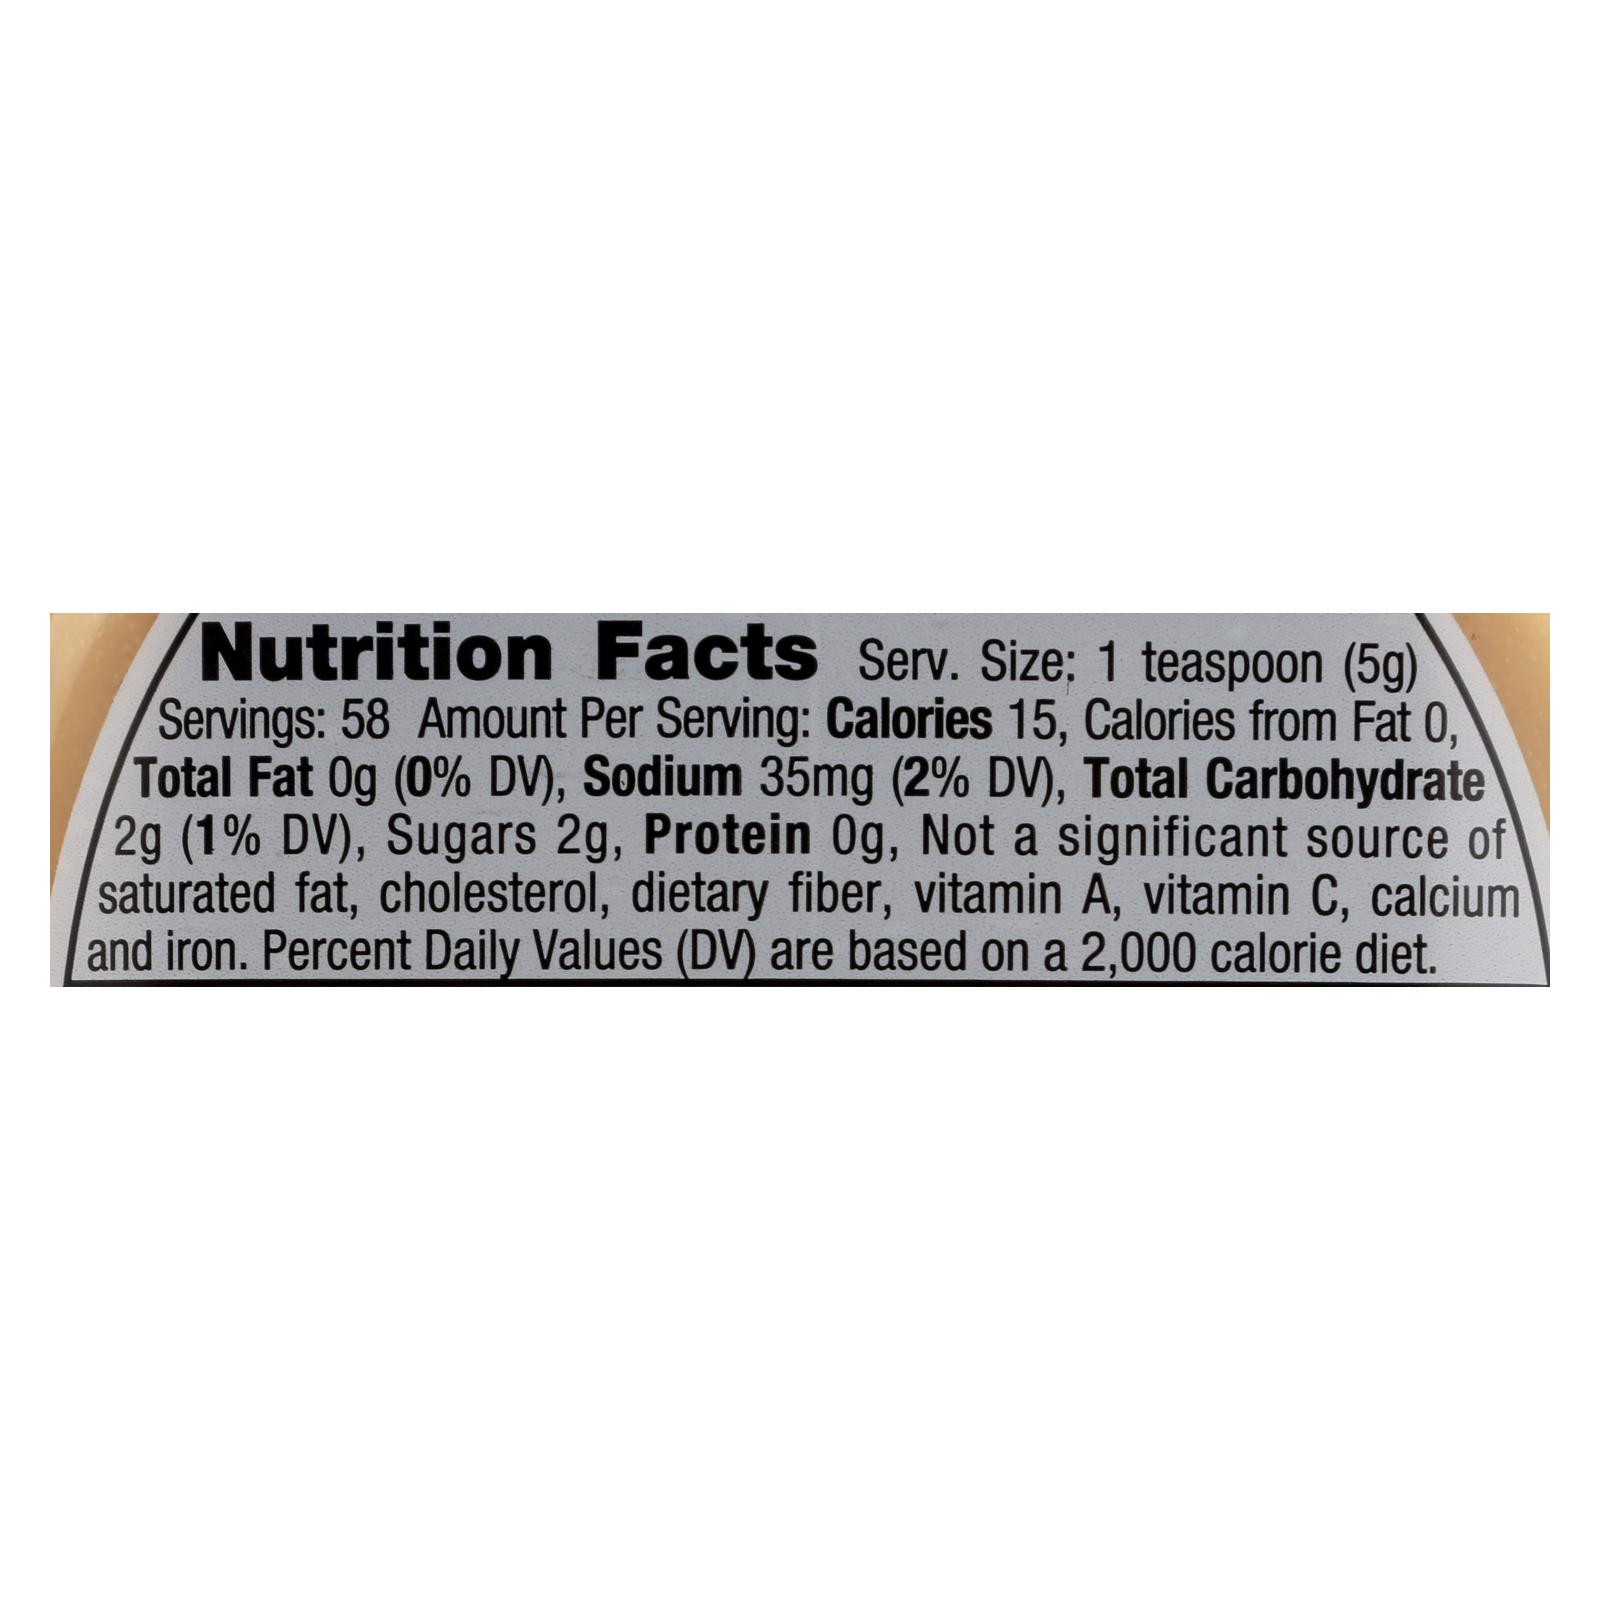 Nutrition Facts Serv. Size: 1 teaspoon (5g)
Servings: 58 Amount Per Serving: Calories 15, Calories from Fat 0,
Total Fat 0g (0% DV), Sodium 35mg (2% DV), Total Carbohydrate
2g (1% DV), Sugars 2g, Protein 0g, Not a significant source of
saturated fat, cholesterol, dietary fiber, vitamin A, vitamin C, calcium
and iron. Percent Daily Values (DV) are based on a 2,000 calorie diet.